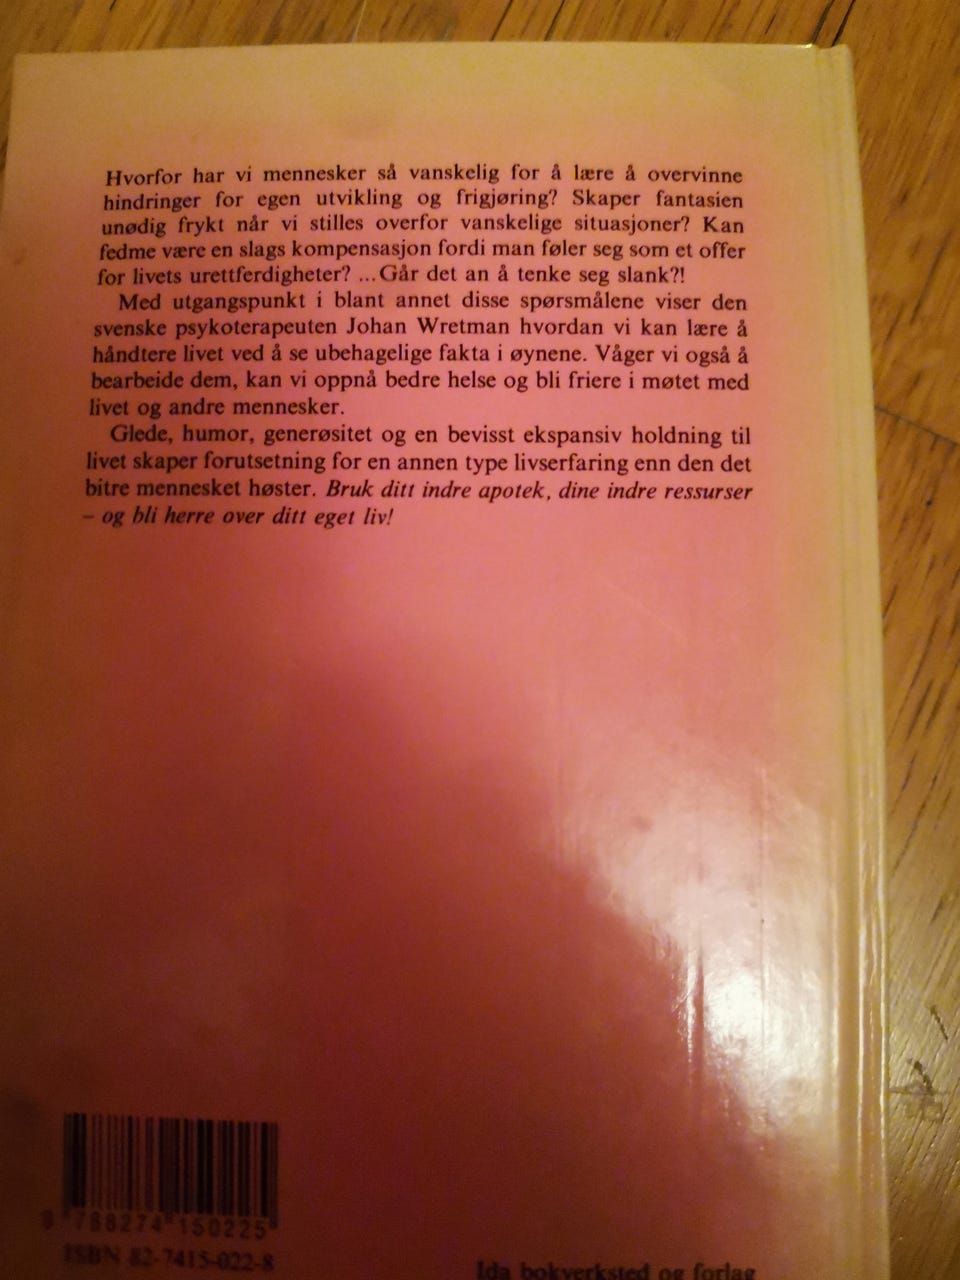 Hvorfor har vi mennesker så vanskelig for å lære å overvinne
hindringer for egen utvikling og frigjøring? Skaper fantasien
unødig frykt når vi stilles overfor vanskelige situasjoner? Kan
fedme være en slags kompensasjon fordi man føler seg som et offer
for livets urettferdigheter? ...Går det an å tenke seg slank?!
Med utgangspunkt i blant annet disse spørsmålene viser den
svenske psykoterapeuten Johan Wretman hvordan vi kan lære å
håndtere livet ved å se ubehagelige fakta i øynene. Våger vi også å
bearbeide dem, kan vi oppnå bedre helse og bli friere i møtet med
livet og andre mennesker.
Glede, humor, generøsitet og en bevisst ekspansiv holdning til
livet skaper forutsetning for en annen type livserfaring enn den det
bitre mennesket høster. Bruk ditt indre apotek, dine indre ressurser
– og bli herre over ditt eget liv!
9 788274 150225
ISBN 82-7415-022-8
Ida bokverksted og forlag